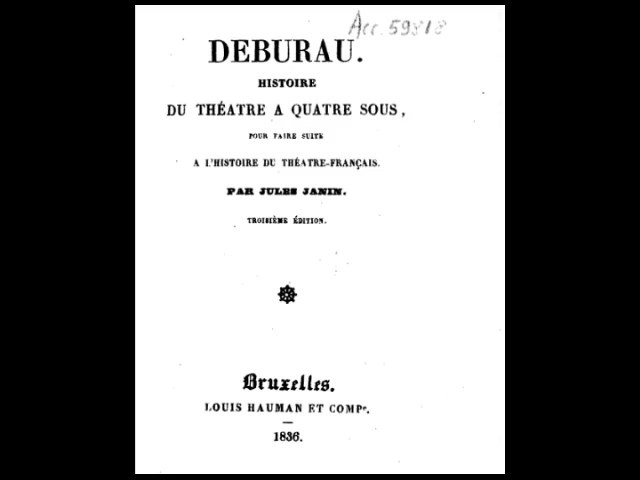 Acc. 59818
DEBURAU.
HISTOIRE
DU THÉATRE A QUATRE SOUS,
POUR FAIRE SUITE
A L'HISTOIRE DU THÉATRE-FRANÇAIS.
PAR JULES JANIN.
TROISIÈME ÉDITION.
Bruxelles.
LOUIS HAUMAN ET COMPe.
1836.